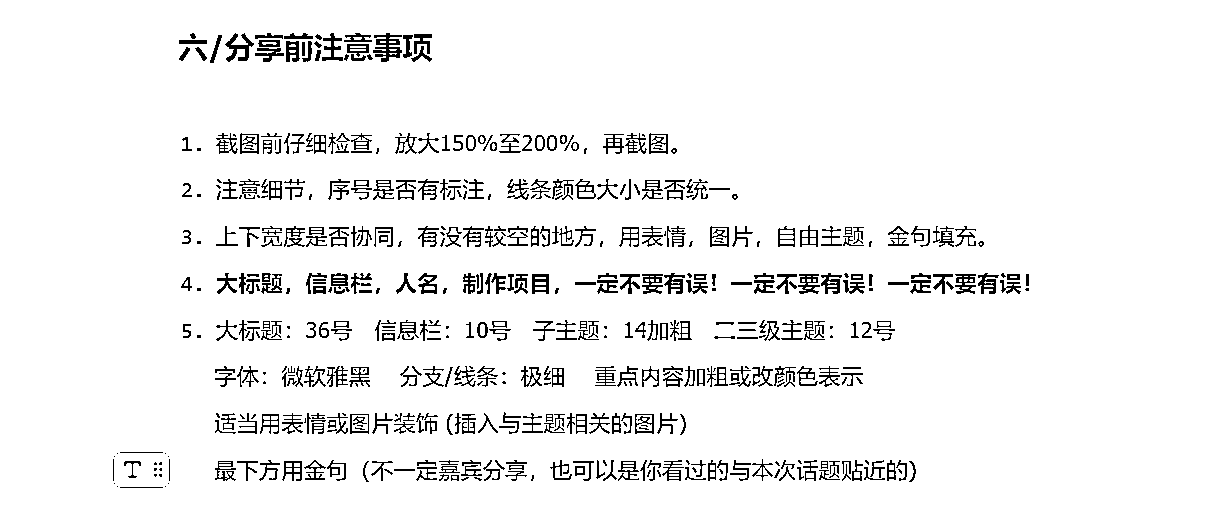 六/分享前注意事项
1. 截图前仔细检查，放大150%至200%，再截图。
2. 注意细节，序号是否有标注，线条颜色大小是否统一。
3. 上下宽度是否协同，有没有较空的地方，用表情，图片，自由主题，金句填充。
4. 大标题，信息栏，人名，制作项目，一定不要有误！一定不要有误！一定不要有误！
5. 大标题：36号 信息栏：10号 子主题：14加粗 二三级主题：12号
字体：微软雅黑 分支/线条：极细 重点内容加粗或改颜色表示
适当用表情或图片装饰 (插入与主题相关的图片)
T 最下方用金句（不一定嘉宾分享，也可以是你看过的与本次话题贴近的)